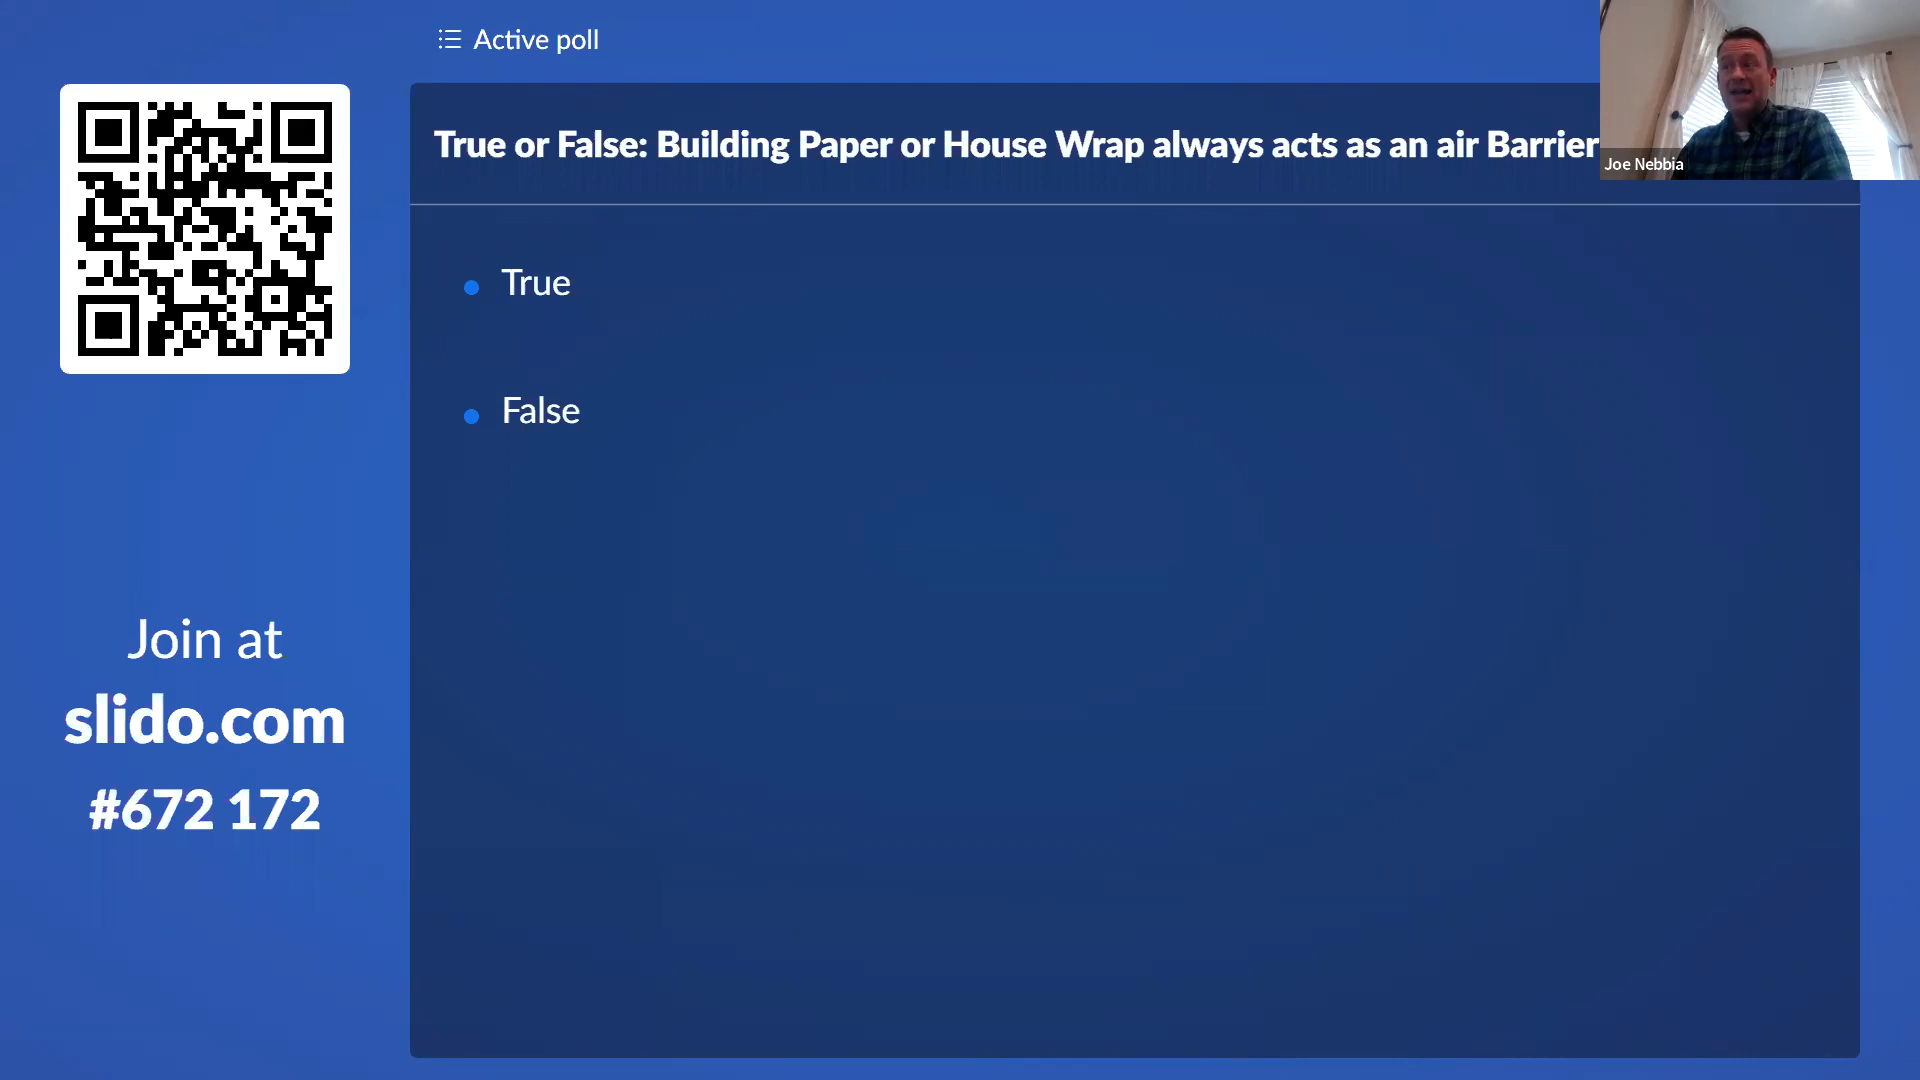 Active poll
True or False: Building Paper or House Wrap always acts as an air Barrier
Joe Nebbia
True
False
Join at
slido.com
#672 172